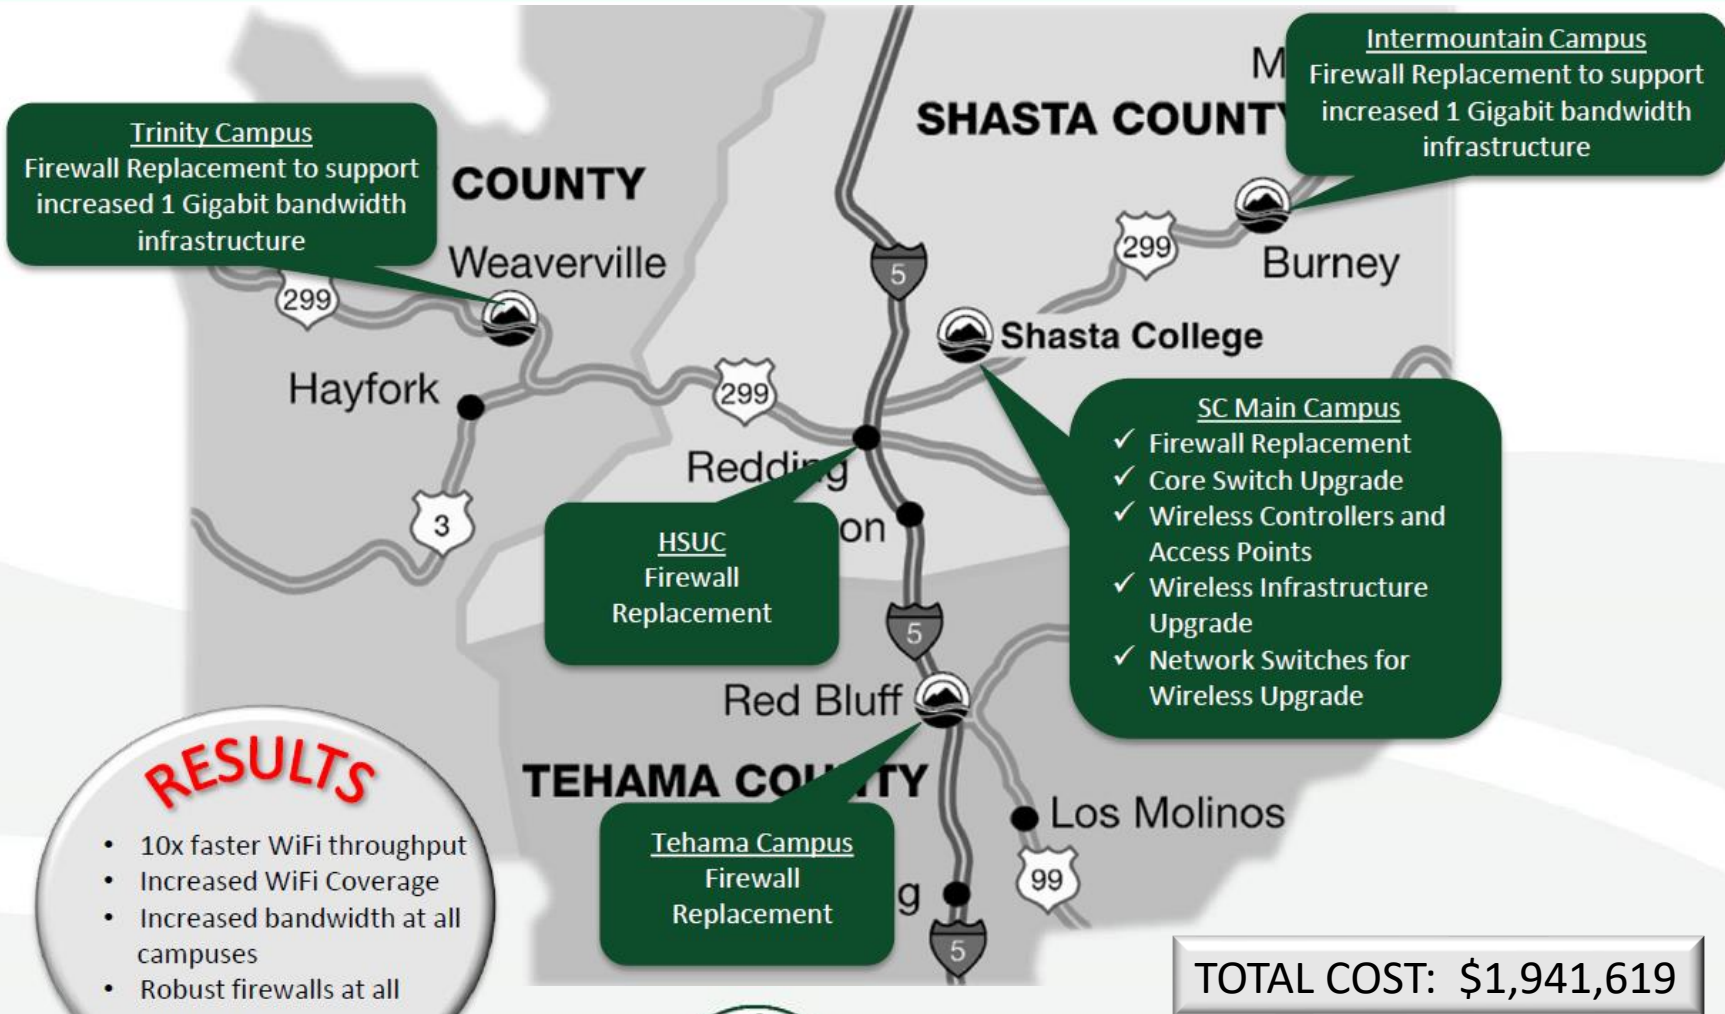 Intermountain Campus
Firewall Replacement to support
increased 1 Gigabit bandwidth
infrastructure
M
SHASTA COUNTY
Trinity Campus
Firewall Replacement to support
increased 1 Gigabit bandwidth
infrastructure
COUNTY
Weaverville
299
5
299
Burney
Shasta College
Hayfork
299
Redding
SC Main Campus
✓ Firewall Replacement
✓ Core Switch Upgrade
✓ Wireless Controllers and
Access Points
✓ Wireless Infrastructure
Upgrade
✓ Network Switches for
Wireless Upgrade
3
on
HSUC
Firewall
Replacement
5
Red Bluff
RESULTS
• 10x faster WiFi throughput
• Increased WiFi Coverage
• Increased bandwidth at all
campuses
• Robust firewalls at all
TEHAMA COUNTY
Los Molinos
Tehama Campus
Firewall
Replacement
g
99
5
TOTAL COST: $1,941,619